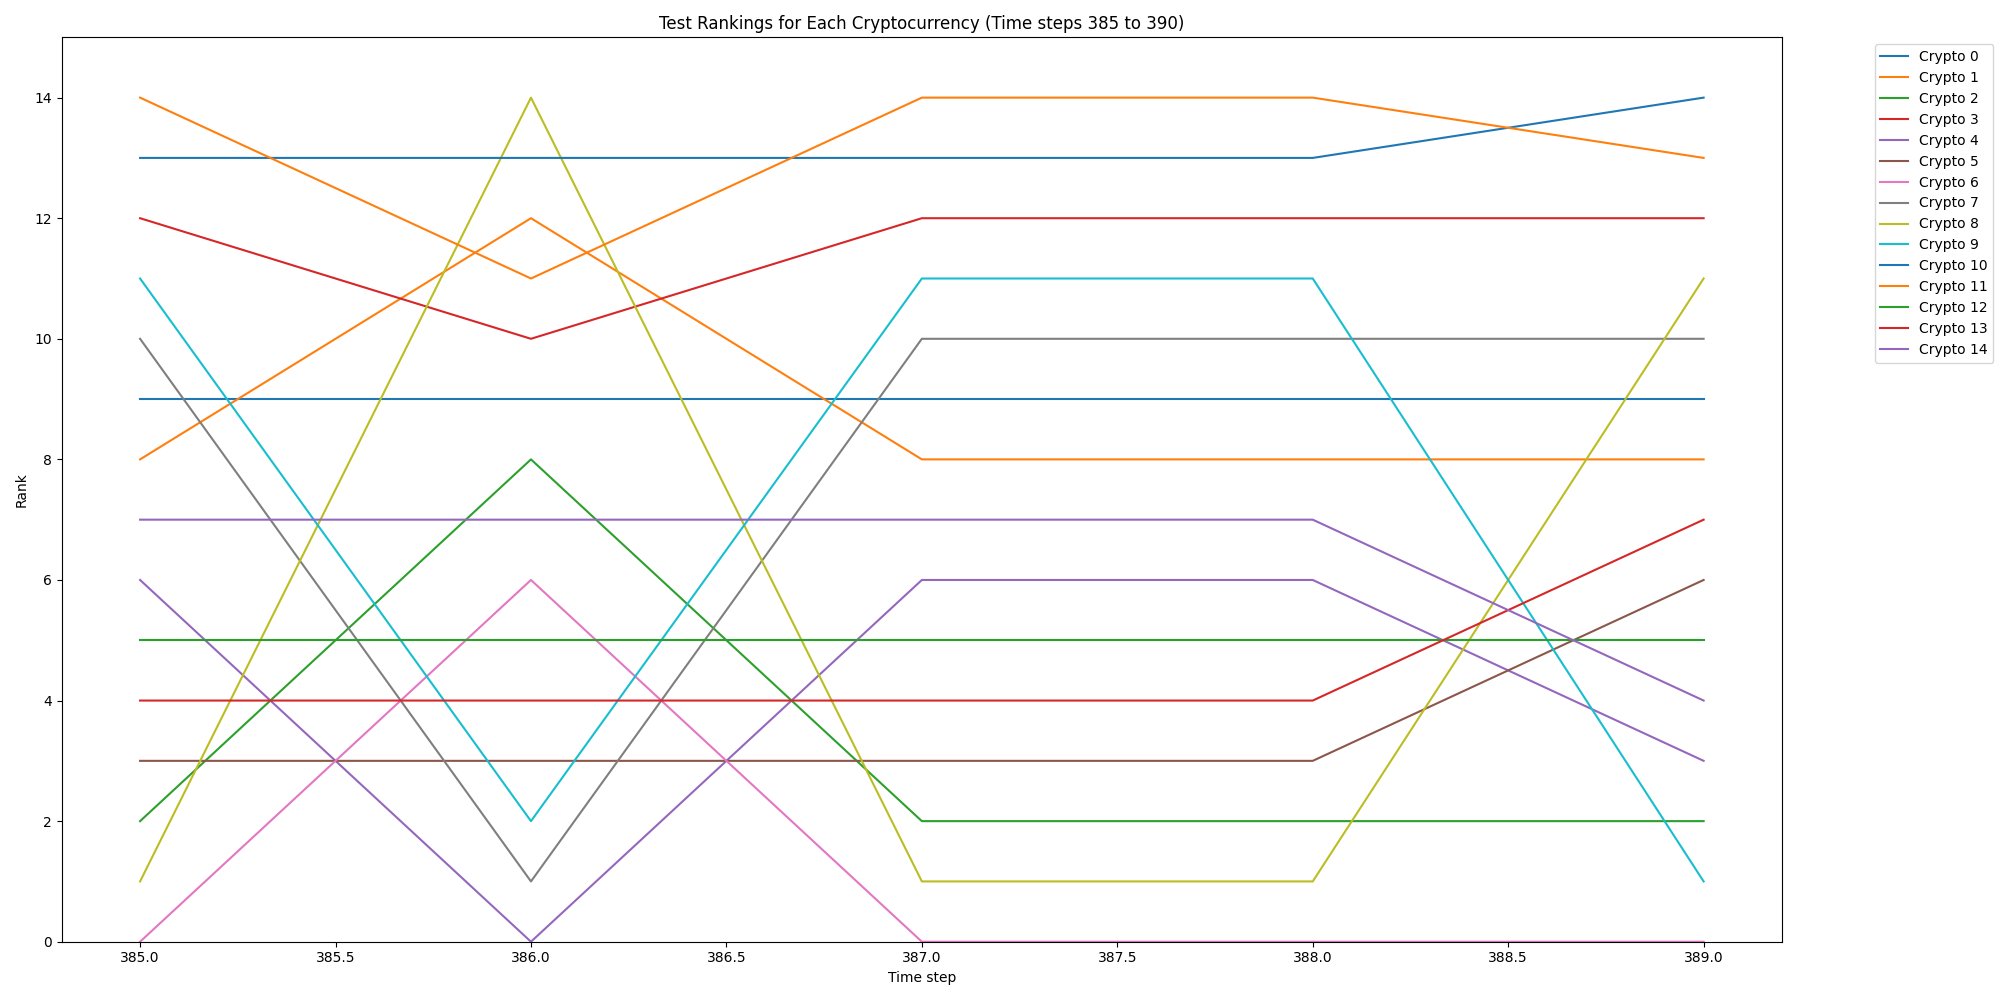 Test Rankings for Each Cryptocurrency (Time steps 385 to 390)
Rank
14
12
10
8
6
4
2
0
385.0 385.5 386.0 386.5 387.0 387.5 388.0 388.5 389.0
Time step
Crypto 0
Crypto 1
Crypto 2
Crypto 3
Crypto 4
Crypto 5
Crypto 6
Crypto 7
Crypto 8
Crypto 9
Crypto 10
Crypto 11
Crypto 12
Crypto 13
Crypto 14